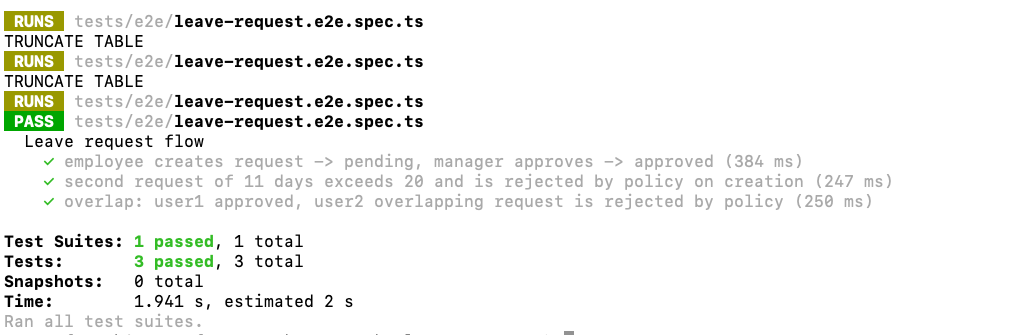 RUNS tests/e2e/leave-request.e2e.spec.ts
TRUNCATE TABLE
RUNS tests/e2e/leave-request.e2e.spec.ts
TRUNCATE TABLE
RUNS tests/e2e/leave-request.e2e.spec.ts
PASS tests/e2e/leave-request.e2e.spec.ts
Leave request flow
✓ employee creates request -> pending, manager approves -> approved (384 ms)
✓ second request of 11 days exceeds 20 and is rejected by policy on creation (247 ms)
✓ overlap: user1 approved, user2 overlapping request is rejected by policy (250 ms)
Test Suites: 1 passed, 1 total
Tests: 3 passed, 3 total
Snapshots: 0 total
Time: 1.941 s, estimated 2 s
Ran all test suites.